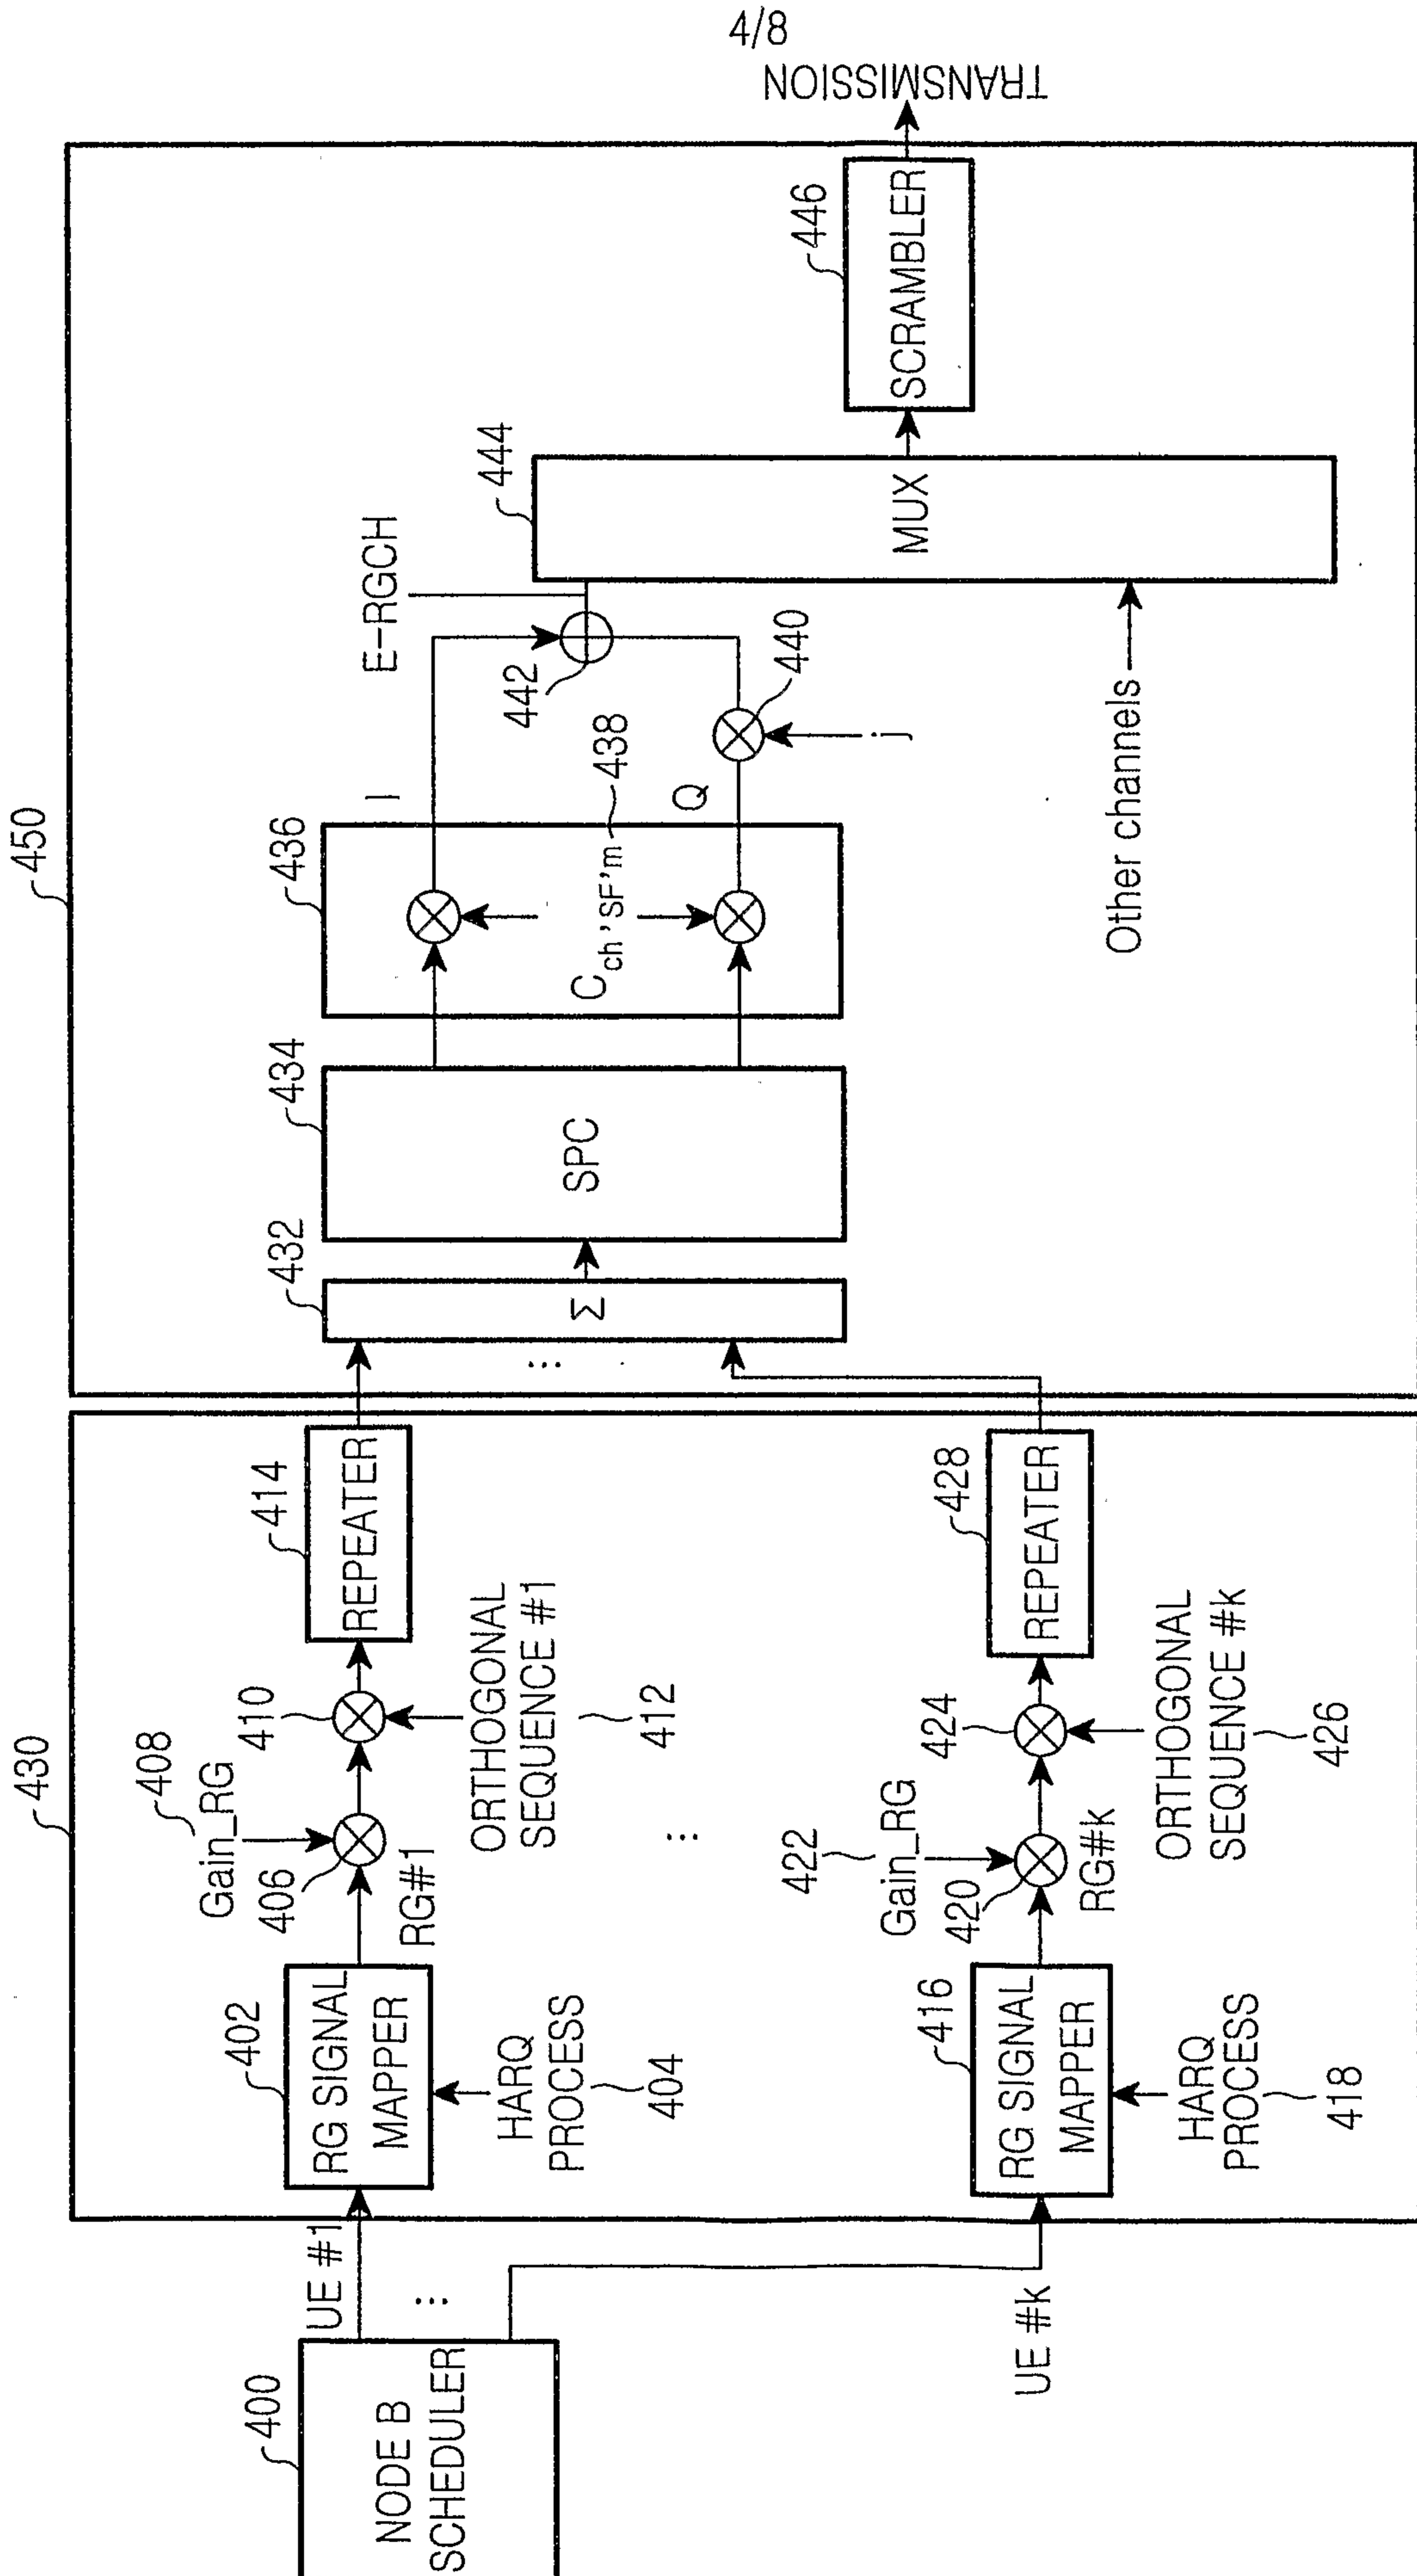 4/8
450
430
400
NODE B
SCHEDULER
UE #1
⋮
UE #k
402
RG SIGNAL
MAPPER
HARQ
PROCESS
404
RG#1
406
Gain_RG
408
410
ORTHOGONAL
SEQUENCE #1
412
414
REPEATER
⋮
416
RG SIGNAL
MAPPER
HARQ
PROCESS
418
RG#k
420
Gain_RG
422
424
ORTHOGONAL
SEQUENCE #k
426
428
REPEATER
⋮
432
Σ
434
SPC
436
C ch'SF'm
438
I
Q
440
j
442
E-RGCH
444
MUX
Other channels
446
SCRAMBLER
TRANSMISSION